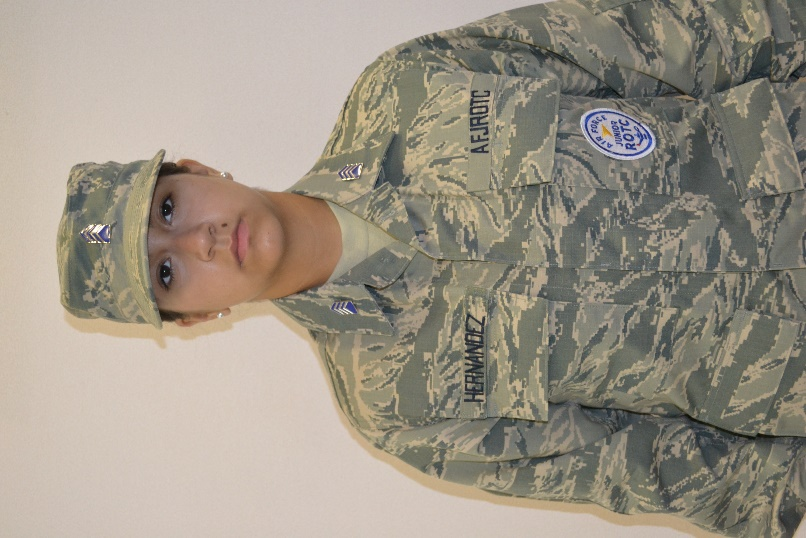 HERNANDEZ
AFJROTC
AIR FORCE
JUNIOR
ROTC